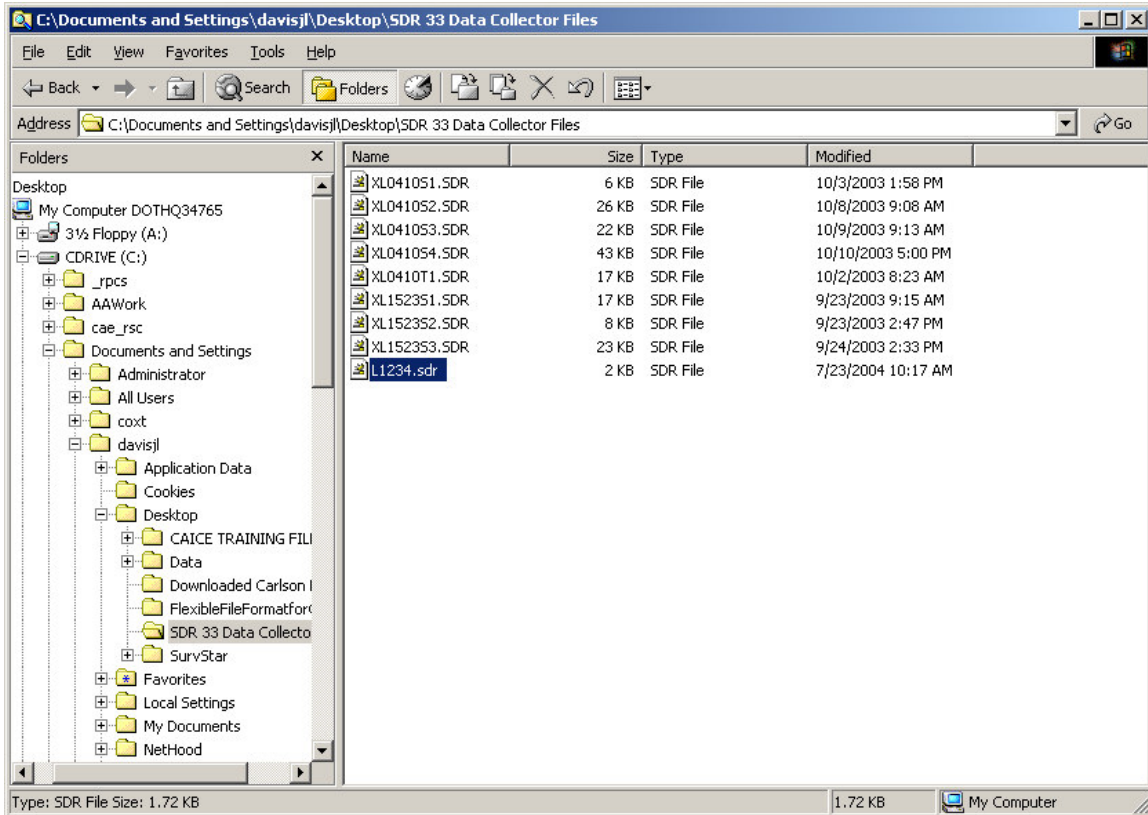 C:\Documents and Settings\davisjl\Desktop\SDR 33 Data Collector Files
File Edit View Favorites Tools Help
Back Search Folders
Address C:\Documents and Settings\davisjl\Desktop\SDR 33 Data Collector Files Go
Folders
Desktop
My Computer DOTHQ34765
3½ Floppy (A:)
CDRIVE (C:)
_rpcs
AAWork
cae_rsc
Documents and Settings
Administrator
All Users
coxt
davisjl
Application Data
Cookies
Desktop
CAICE TRAINING FIL
Data
Downloaded Carlson
FlexibleFileFormatfor
SDR 33 Data Collecto
SurvStar
Favorites
Local Settings
My Documents
NetHood
Name Size Type Modified
XL0410S1.SDR 6 KB SDR File 10/3/2003 1:58 PM
XL0410S2.SDR 26 KB SDR File 10/8/2003 9:08 AM
XL0410S3.SDR 22 KB SDR File 10/9/2003 9:13 AM
XL0410S4.SDR 43 KB SDR File 10/10/2003 5:00 PM
XL0410T1.SDR 17 KB SDR File 10/2/2003 8:23 AM
XL1523S1.SDR 17 KB SDR File 9/23/2003 9:15 AM
XL1523S2.SDR 8 KB SDR File 9/23/2003 2:47 PM
XL1523S3.SDR 23 KB SDR File 9/24/2003 2:33 PM
L1234.sdr 2 KB SDR File 7/23/2004 10:17 AM
Type: SDR File Size: 1.72 KB 1.72 KB My Computer